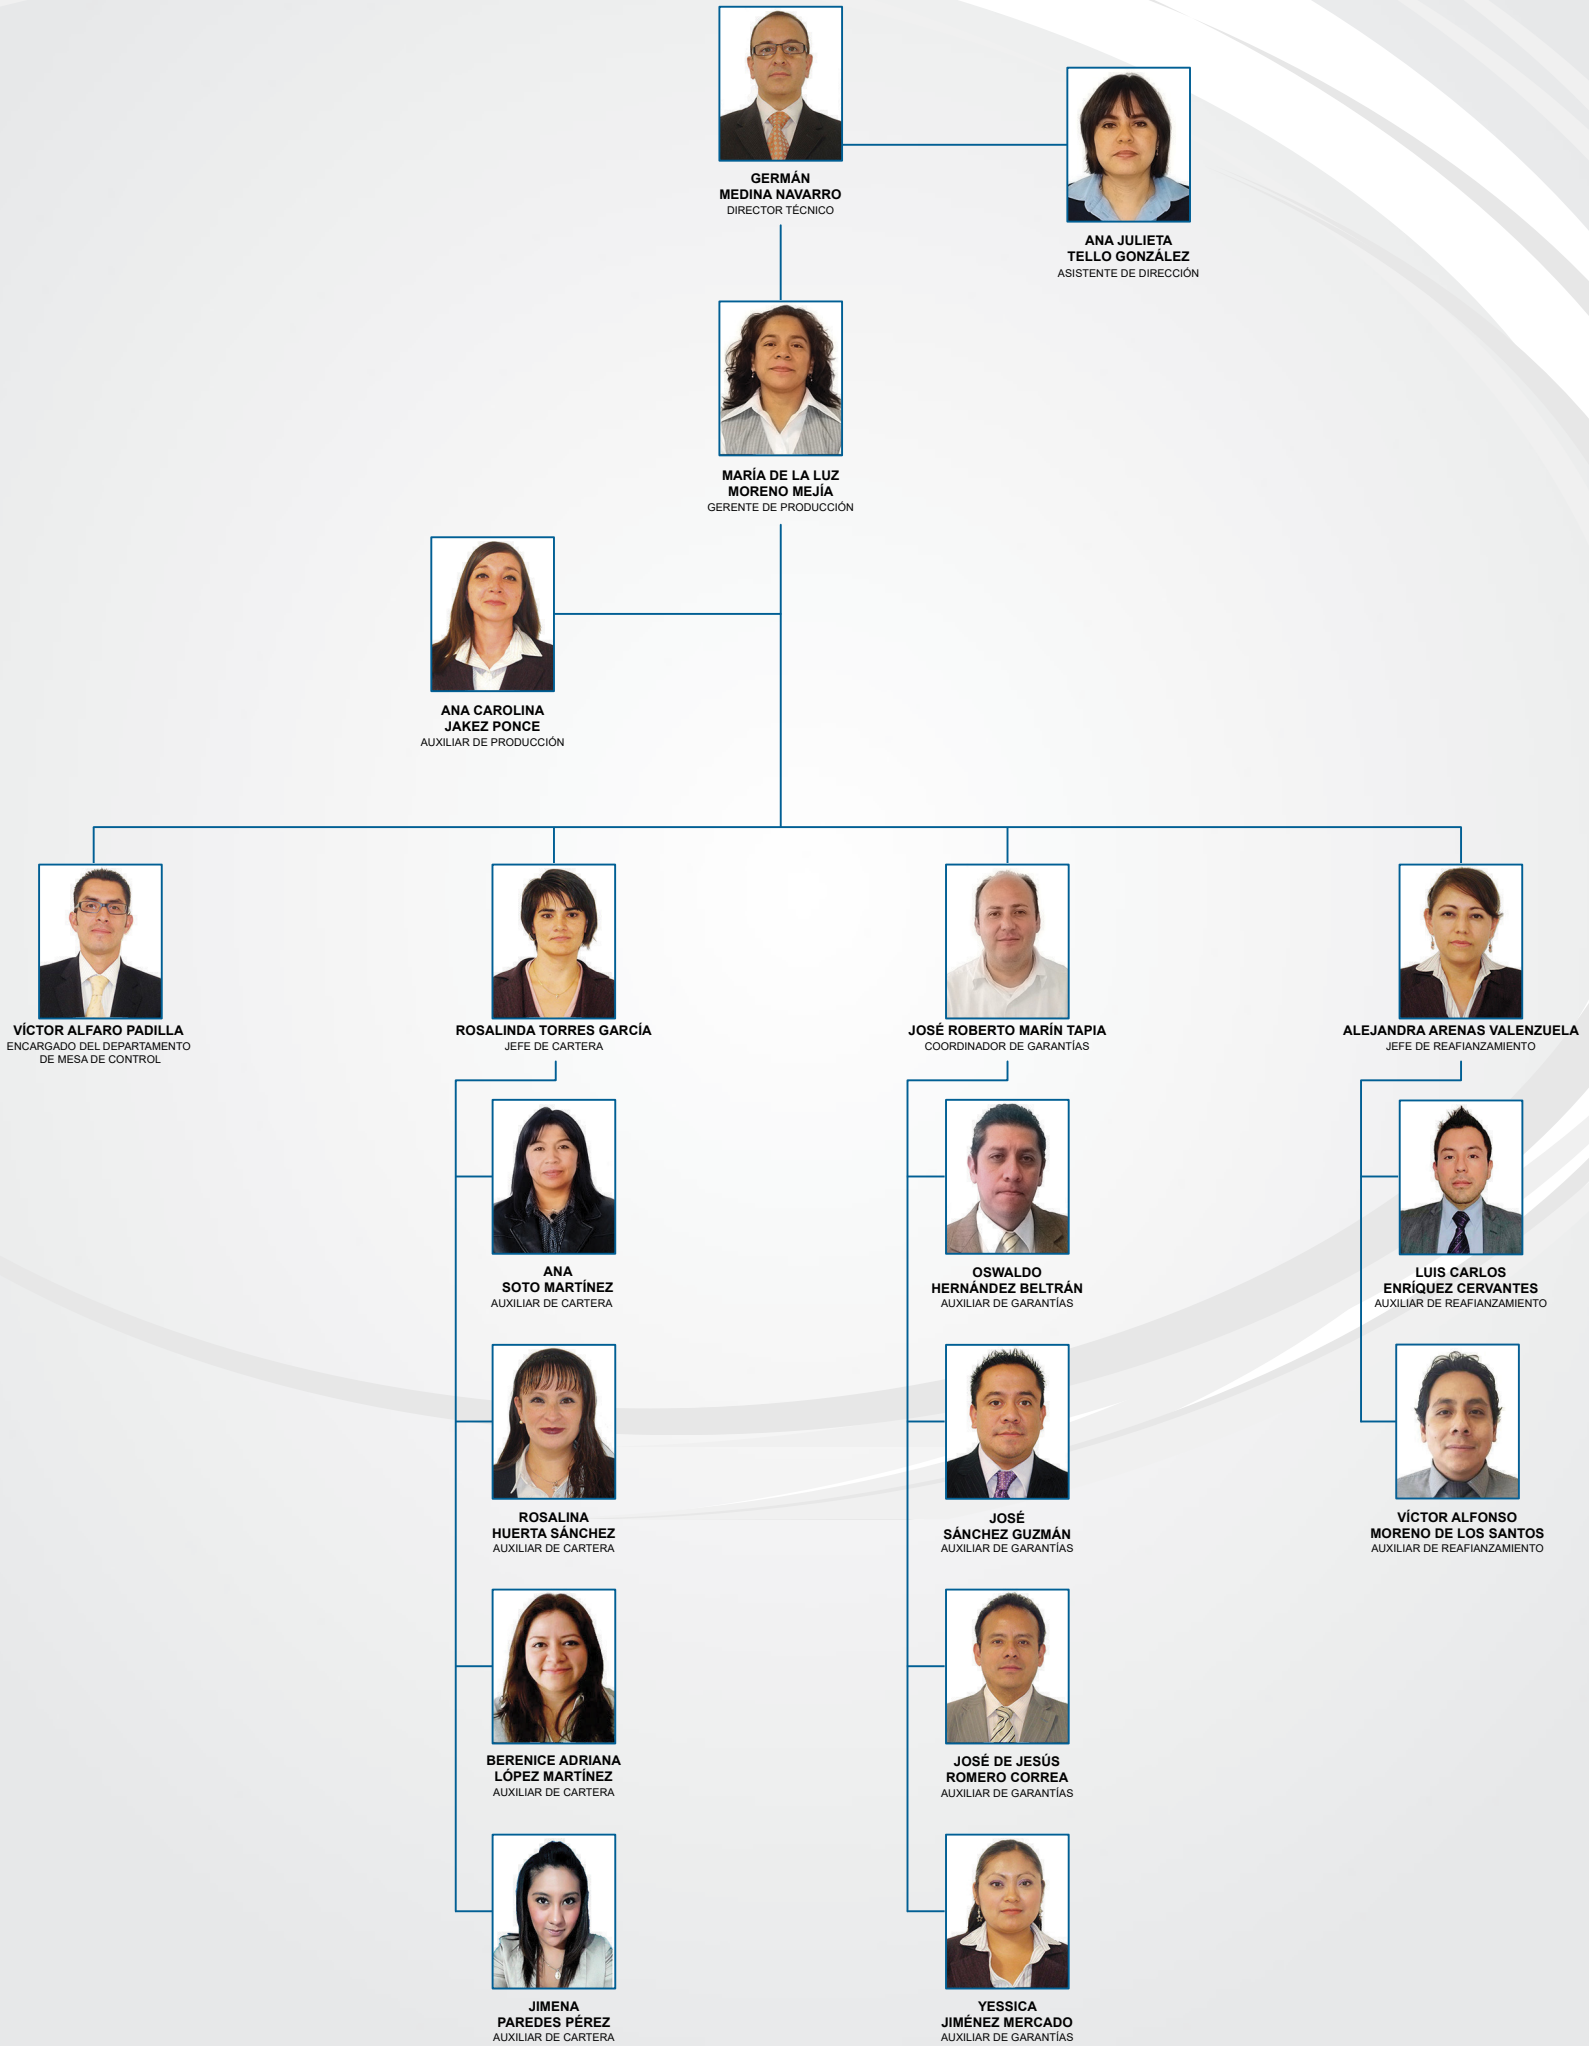 GERMÁN
MEDINA NAVARRO
DIRECTOR TÉCNICO
ANA JULIETA
TELLO GONZÁLEZ
ASISTENTE DE DIRECCIÓN
MARÍA DE LA LUZ
MORENO MEJÍA
GERENTE DE PRODUCCIÓN
ANA CAROLINA
JAKEZ PONCE
AUXILIAR DE PRODUCCIÓN
VÍCTOR ALFARO PADILLA
ENCARGADO DEL DEPARTAMENTO
DE MESA DE CONTROL
ROSALINDA TORRES GARCÍA
JEFE DE CARTERA
JOSÉ ROBERTO MARÍN TAPIA
COORDINADOR DE GARANTÍAS
ALEJANDRA ARENAS VALENZUELA
JEFE DE REAFIANZAMIENTO
ANA
SOTO MARTÍNEZ
AUXILIAR DE CARTERA
OSWALDO
HERNÁNDEZ BELTRÁN
AUXILIAR DE GARANTÍAS
LUIS CARLOS
ENRÍQUEZ CERVANTES
AUXILIAR DE REAFIANZAMIENTO
ROSALINA
HUERTA SÁNCHEZ
AUXILIAR DE CARTERA
JOSÉ
SÁNCHEZ GUZMÁN
AUXILIAR DE GARANTÍAS
VÍCTOR ALFONSO
MORENO DE LOS SANTOS
AUXILIAR DE REAFIANZAMIENTO
BERENICE ADRIANA
LÓPEZ MARTÍNEZ
AUXILIAR DE CARTERA
JOSÉ DE JESÚS
ROMERO CORREA
AUXILIAR DE GARANTÍAS
JIMENA
PAREDES PÉREZ
AUXILIAR DE CARTERA
YESSICA
JIMÉNEZ MERCADO
AUXILIAR DE GARANTÍAS